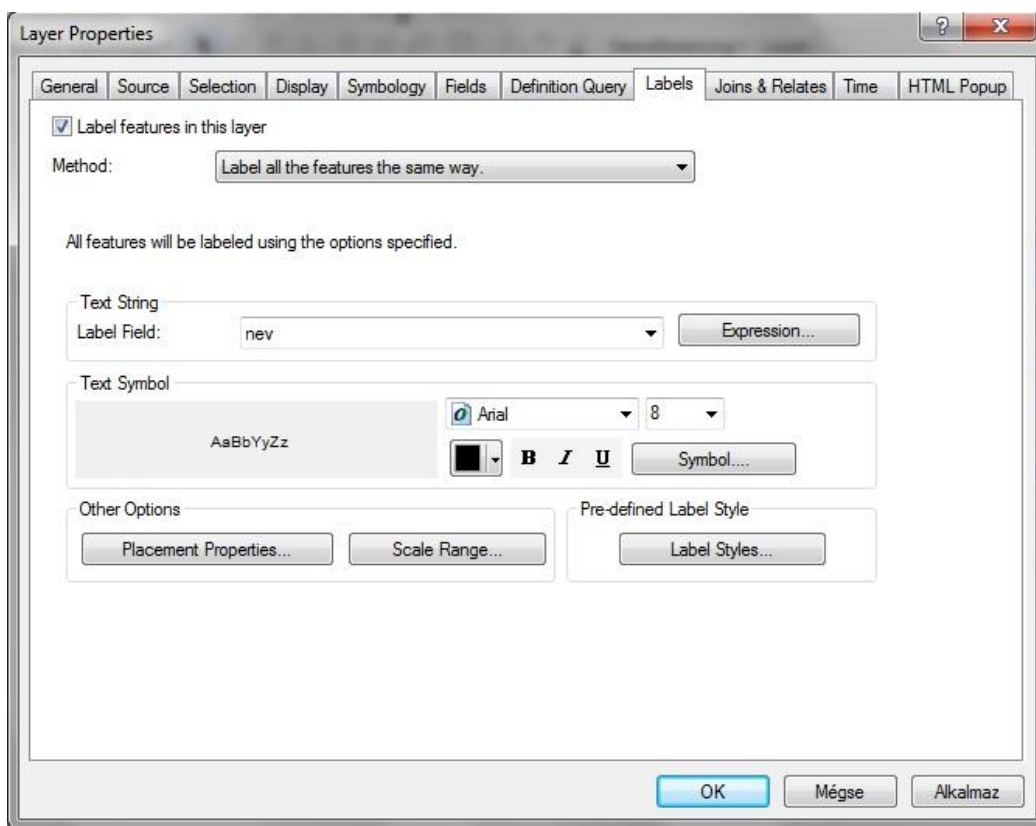 Layer Properties
General Source Selection Display Symbology Fields Definition Query Labels Joins & Relates Time HTML Popup
Label features in this layer
Method: Label all the features the same way.
All features will be labeled using the options specified.
Text String
Label Field: nev Expression...
Text Symbol
AaBbYyZz
Arial 8
B I U Symbol....
Other Options
Placement Properties... Scale Range...
Pre-defined Label Style
Label Styles...
OK Mégse Alkalmaz